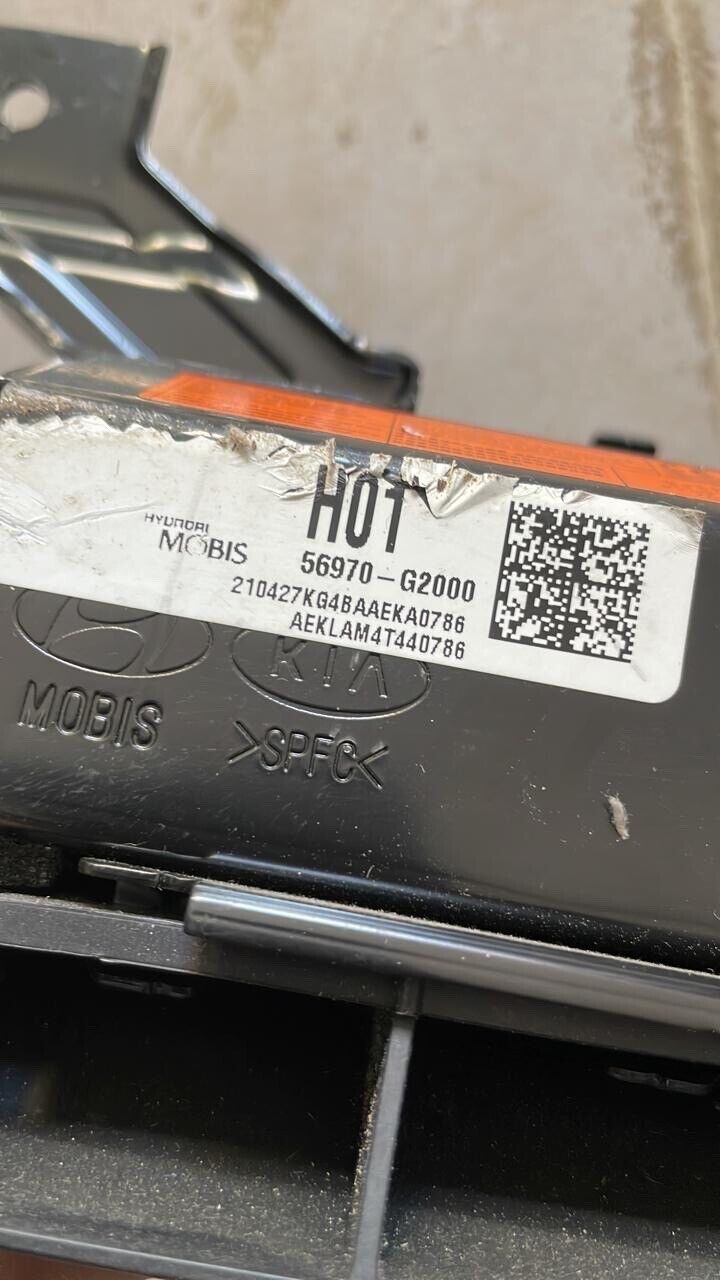 H01
HYUNDAI
MOBIS
56970-G2000
210427KG4BAAEKA0786
AEKLAM4T440786
KIA
MOBIS
>SPFC<